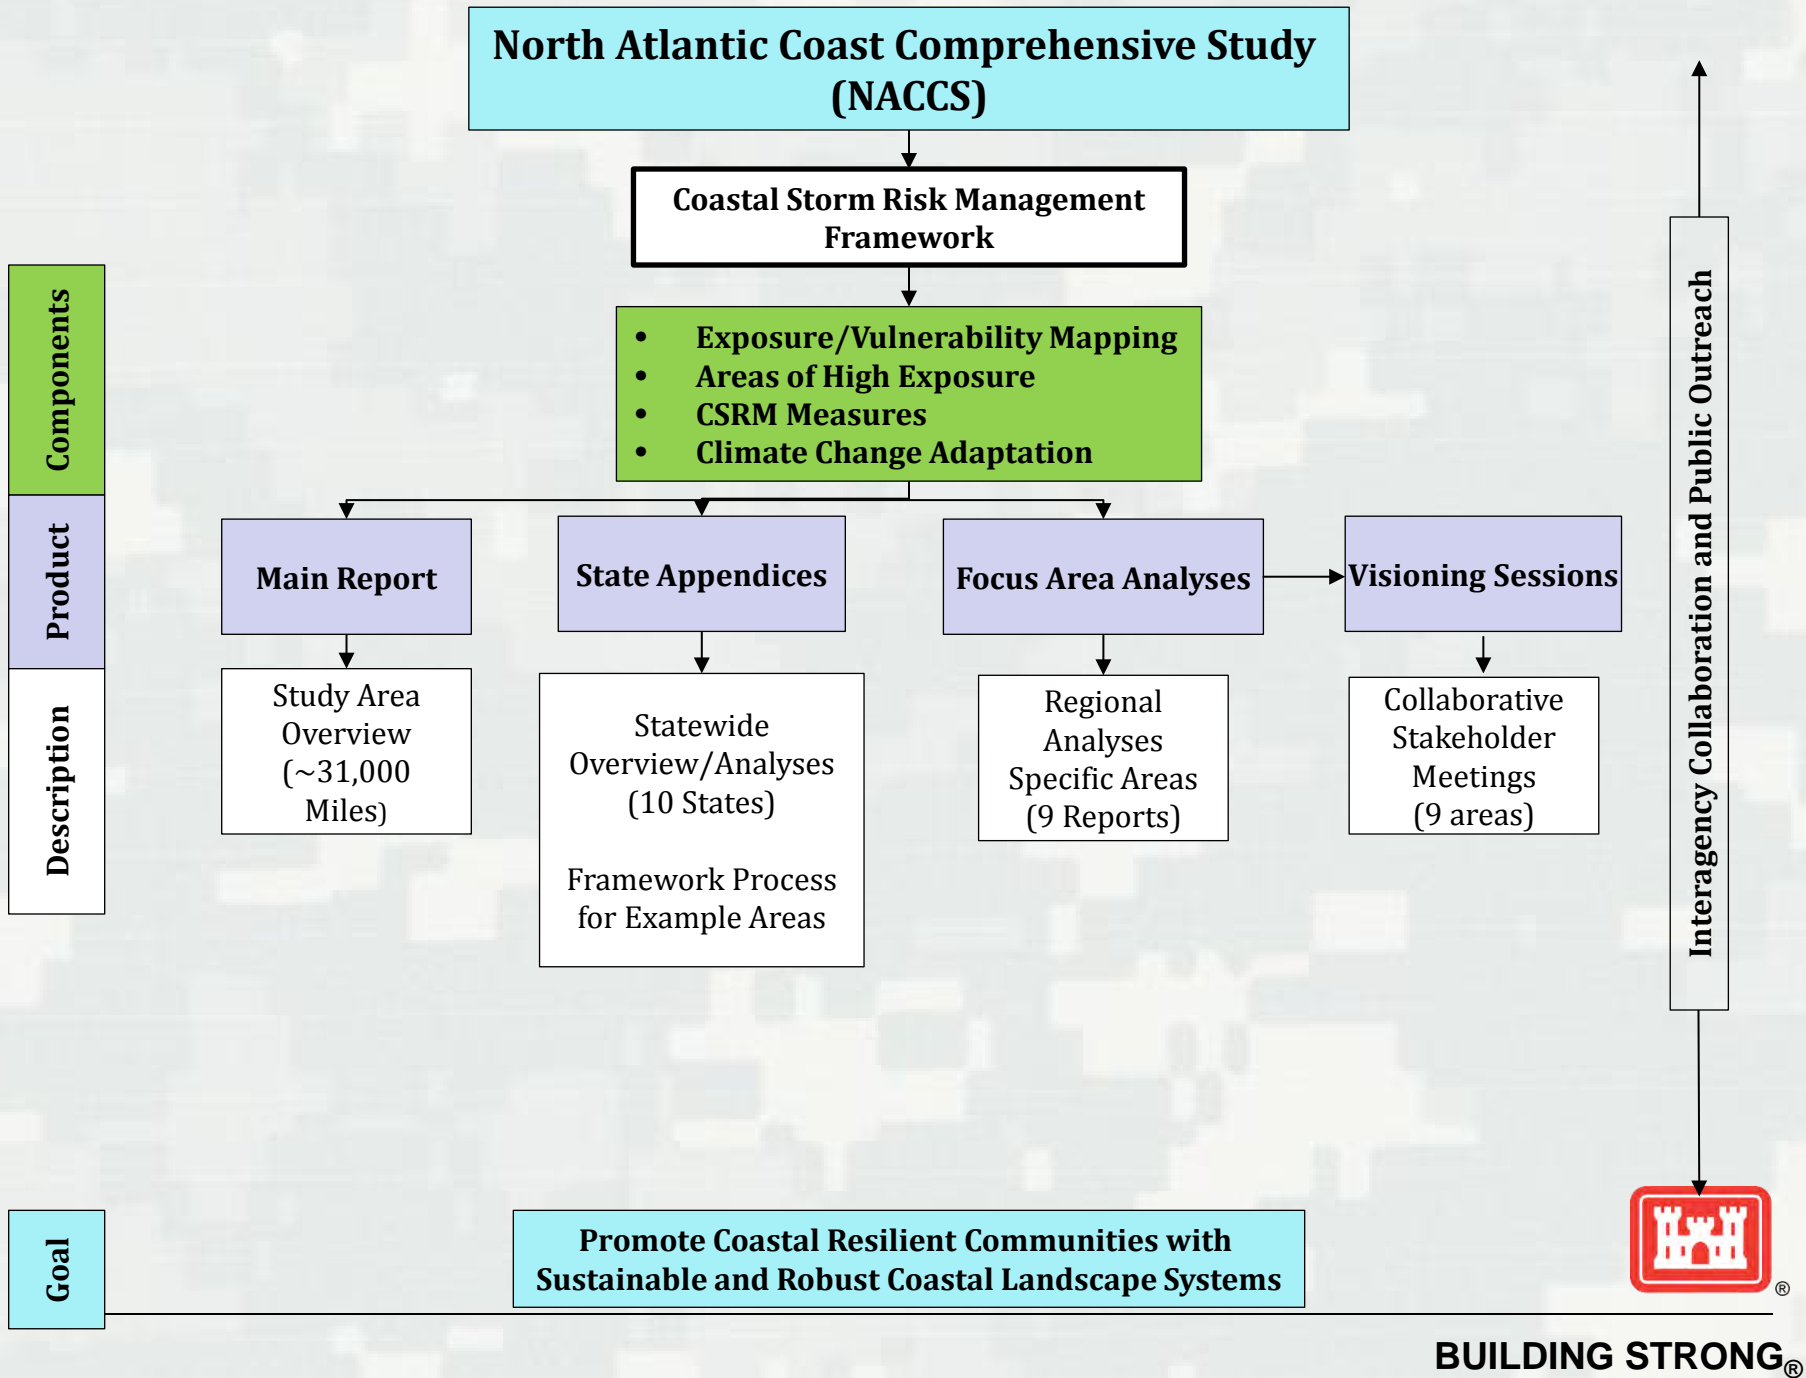 North Atlantic Coast Comprehensive Study
(NACCS)
Coastal Storm Risk Management
Framework
Components
• Exposure/Vulnerability Mapping
• Areas of High Exposure
• CSRM Measures
• Climate Change Adaptation
Product
Main Report
State Appendices
Focus Area Analyses
Visioning Sessions
Description
Study Area
Overview
(~31,000
Miles)
Statewide
Overview/Analyses
(10 States)
Framework Process
for Example Areas
Regional
Analyses
Specific Areas
(9 Reports)
Collaborative
Stakeholder
Meetings
(9 areas)
Interagency Collaboration and Public Outreach
Goal
Promote Coastal Resilient Communities with
Sustainable and Robust Coastal Landscape Systems
®
BUILDING STRONG®